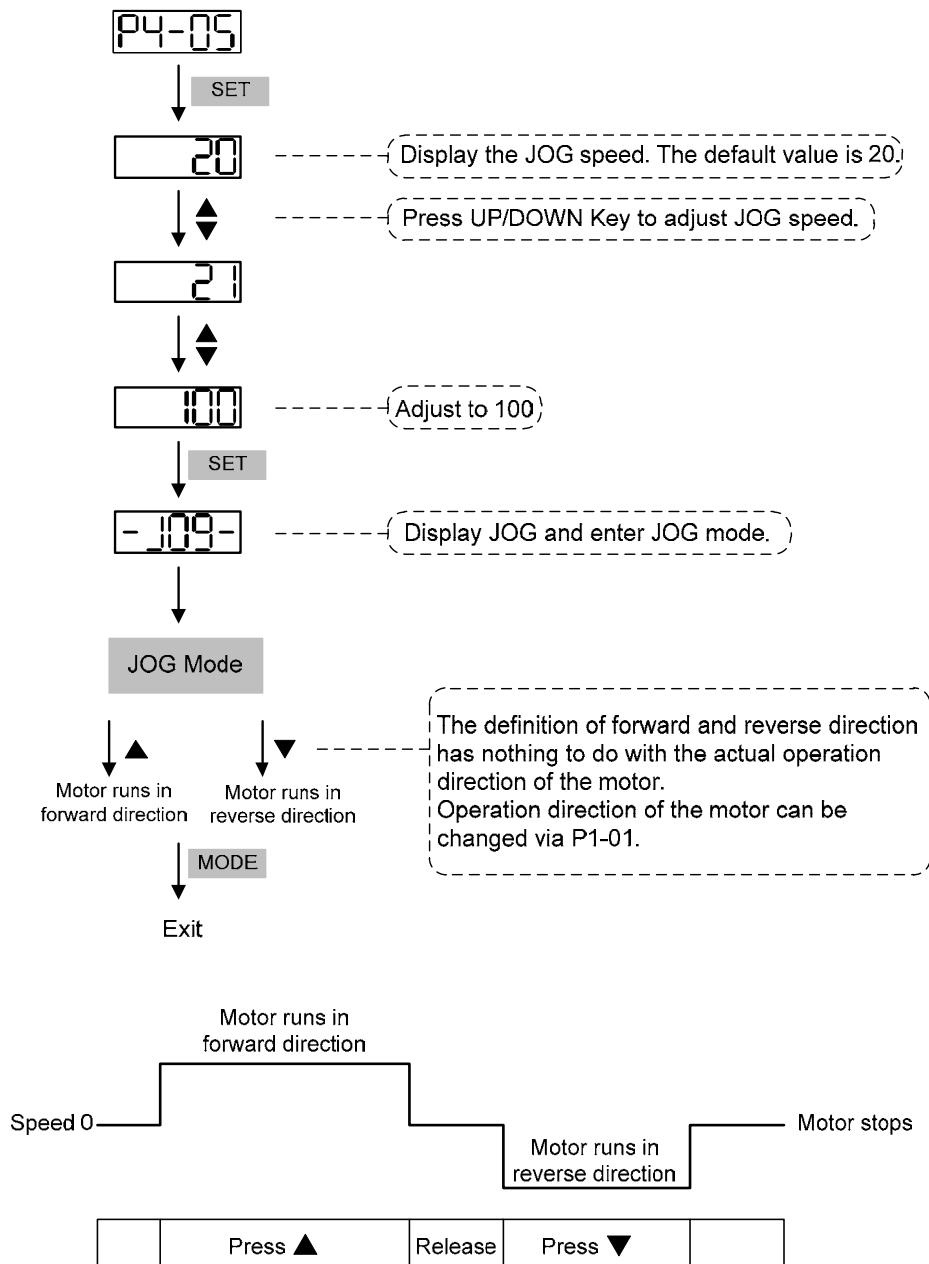 P4-05
SET
20
Display the JOG speed. The default value is 20.
▲
▼
Press UP/DOWN Key to adjust JOG speed.
21
▲
▼
100
Adjust to 100
SET
-JOG-
Display JOG and enter JOG mode.
JOG Mode
▲
▼
Motor runs in
forward direction
Motor runs in
reverse direction
The definition of forward and reverse direction
has nothing to do with the actual operation
direction of the motor.
Operation direction of the motor can be
changed via P1-01.
MODE
Exit
Motor runs in
forward direction
Speed 0
Motor stops
Motor runs in
reverse direction
Press ▲
Release
Press ▼